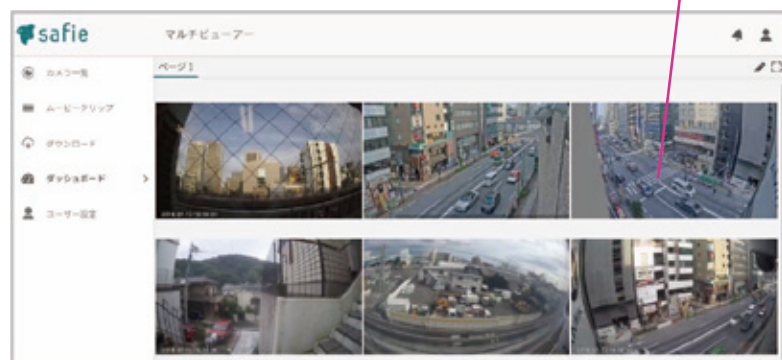 safie
マルチビューアー
ページ1
カメラ一覧
ムービークリップ
ダウンロード
ダッシュボード
ユーザー設定